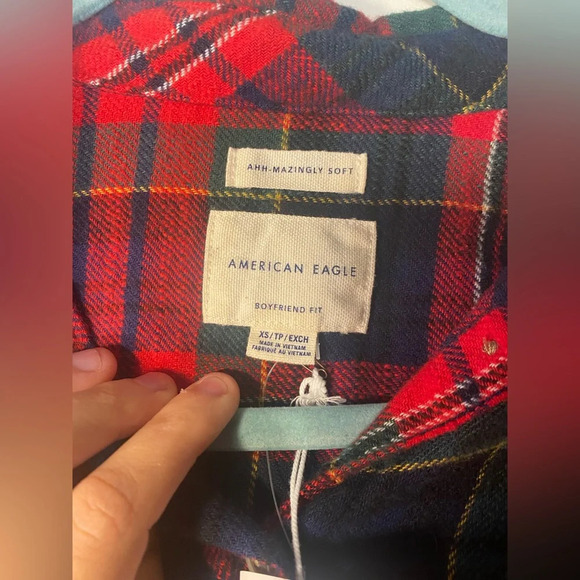 AHH-MAZINGLY SOFT
AMERICAN EAGLE
BOYFRIEND FIT
XS/TP/EXCH
MADE IN VIETNAM
FABRIQUÉ AU VIETNAM